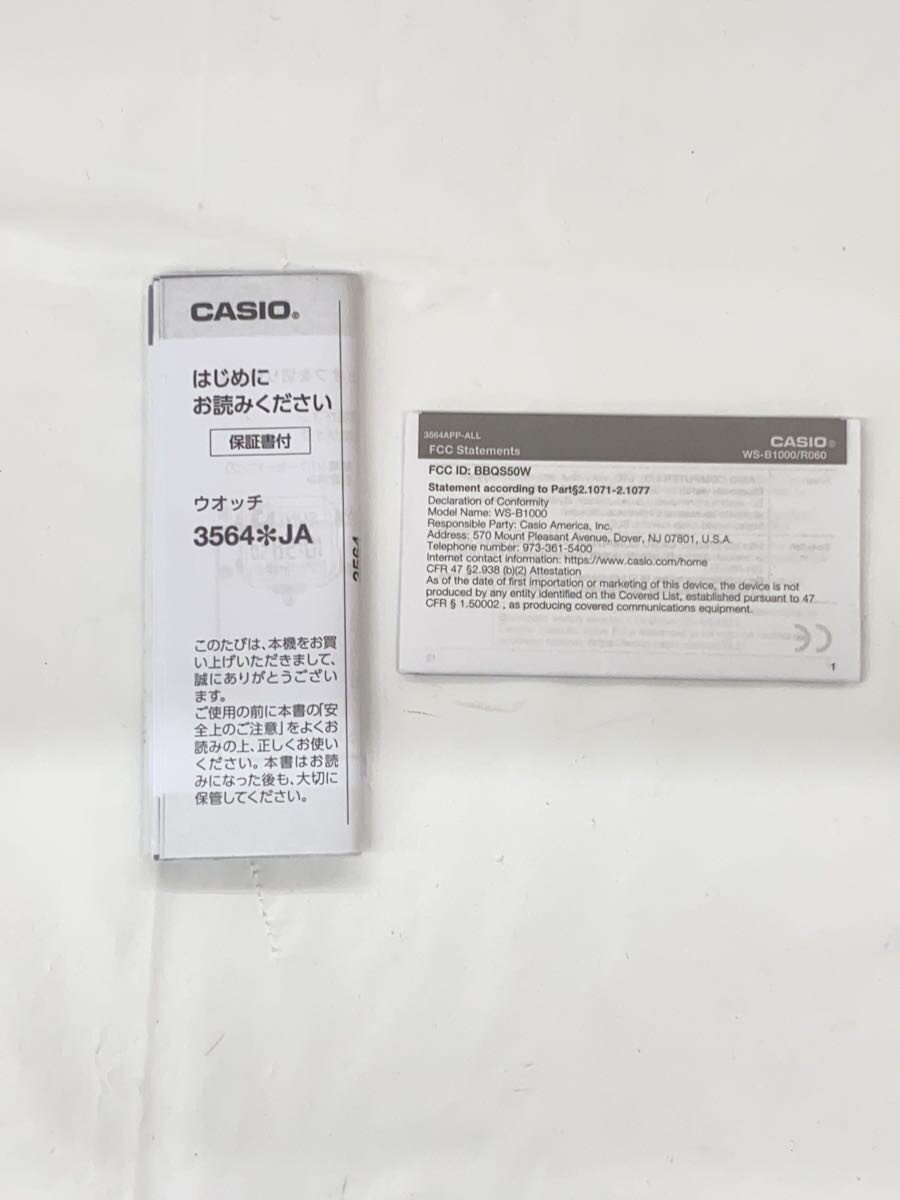 CASIO®
はじめに
お読みください
保証書付
ウオッチ
3564✻JA
3564
このたびは、本機をお買
い上げいただきまして、
誠にありがとうござい
ます。
ご使用の前に本書の「安
全上のご注意」をよくお
読みの上、正しくお使い
ください。本書はお読
みになった後も、大切に
保管してください。
3564APP-ALL
FCC Statements
CASIO®
WS-B1000/R060
FCC ID: BBQS50W
Statement according to Part§2.1071-2.1077
Declaration of Conformity
Model Name: WS-B1000
Responsible Party: Casio America, Inc.
Address: 570 Mount Pleasant Avenue, Dover, NJ 07801, U.S.A.
Telephone number: 973-361-5400
Internet contact information: https://www.casio.com/home
CFR 47 §2.938 (b)(2) Attestation
As of the date of first importation or marketing of this device, the device is not
produced by any entity identified on the Covered List, established pursuant to 47
CFR § 1.50002 , as producing covered communications equipment.
1